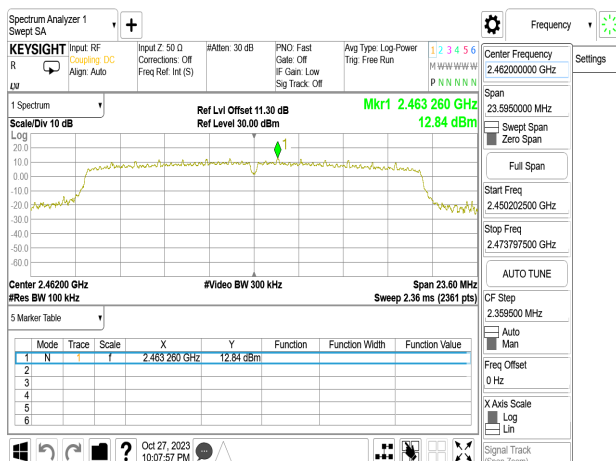 Spectrum Analyzer 1
Swept SA
Frequency
KEYSIGHT
R
Input: RF
Coupling: DC
Align: Auto
Input Z: 50 Ω
Corrections: Off
Freq Ref: Int (S)
#Atten: 30 dB
PNO: Fast
Gate: Off
IF Gain: Low
Sig Track: Off
Avg Type: Log-Power
Trig: Free Run
1 2 3 4 5 6
M W W W W W
P N N N N N
1 Spectrum
Scale/Div 10 dB
Ref Lvl Offset 11.30 dB
Ref Level 30.00 dBm
Mkr1 2.463 260 GHz
12.84 dBm
Log
20.0
10.0
0.00
-10.0
-20.0
-30.0
-40.0
-50.0
-60.0
1
Center 2.46200 GHz
#Res BW 100 kHz
#Video BW 300 kHz
Span 23.60 MHz
Sweep 2.36 ms (2361 pts)
5 Marker Table
Mode Trace Scale X Y Function Function Width Function Value
1 N 1 f 2.463 260 GHz 12.84 dBm
2
3
4
5
6
Oct 27, 2023
10:07:57 PM
Center Frequency
2.462000000 GHz
Settings
Span
23.5950000 MHz
Swept Span
Zero Span
Full Span
Start Freq
2.450202500 GHz
Stop Freq
2.473797500 GHz
AUTO TUNE
CF Step
2.359500 MHz
Auto
Man
Freq Offset
0 Hz
X Axis Scale
Log
Lin
Signal Track
(Span Zoom)